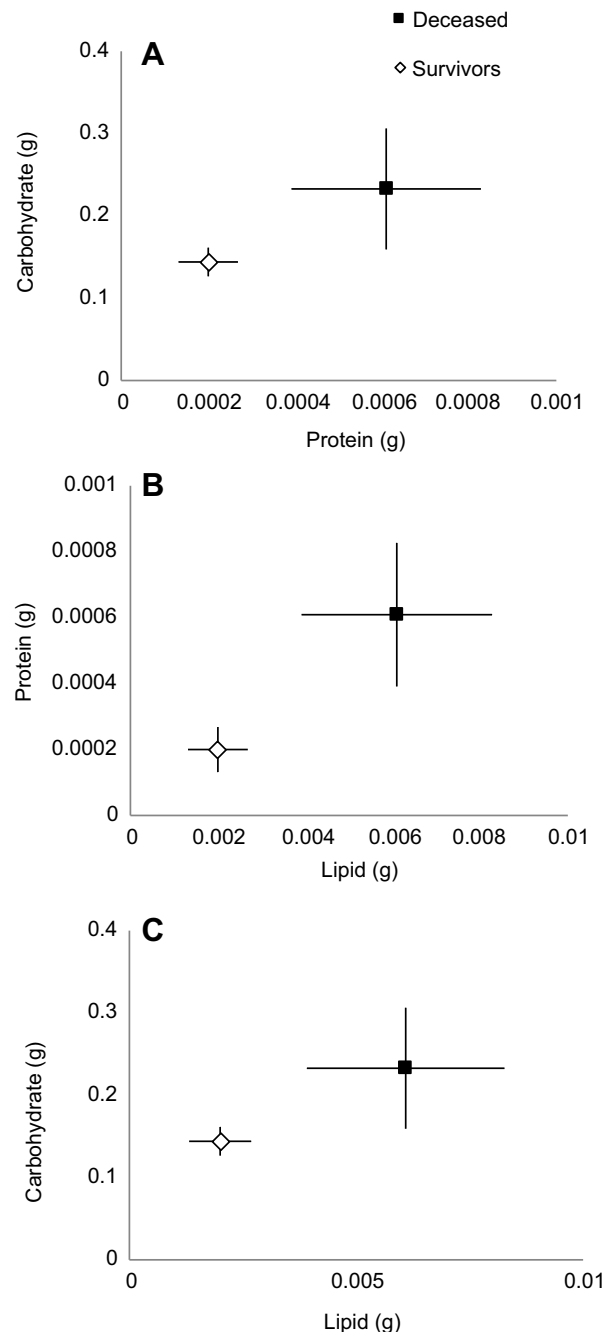 Deceased
Survivors
A
0.4
0.3
0.2
0.1
0
Carbohydrate (g)
0 0.0002 0.0004 0.0006 0.0008 0.001
Protein (g)
B
0.001
0.0008
0.0006
0.0004
0.0002
0
Protein (g)
0 0.002 0.004 0.006 0.008 0.01
Lipid (g)
C
0.4
0.3
0.2
0.1
0
Carbohydrate (g)
0 0.005 0.01
Lipid (g)